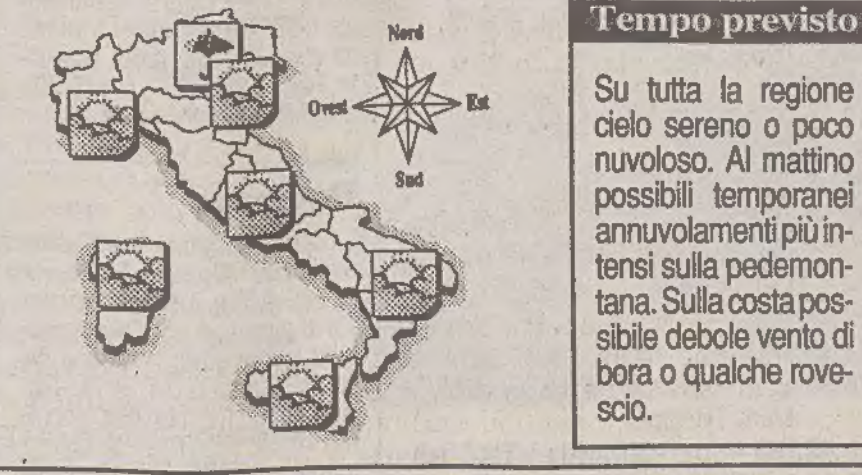 Nord
Ovest
Est
Sud
Tempo previsto
Su tutta la regione
cielo sereno o poco
nuvoloso. Al mattino
possibili temporanei
annuvolamenti più in-
tensi sulla pedemon-
tana. Sulla costa pos-
sibile debole vento di
bora o qualche rove-
scio.